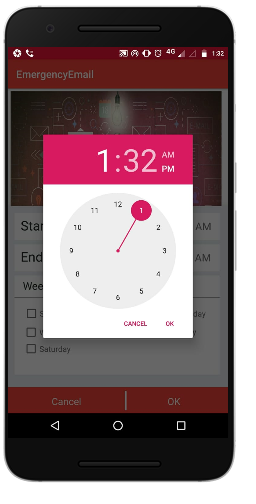 4G 1:32
EmergencyEmail
1:32 AM
PM
12
11 1
10 2
9 3
8 4
7 5
6
CANCEL OK
Star AM
End AM
Wee
S day
W
Saturday
Cancel OK